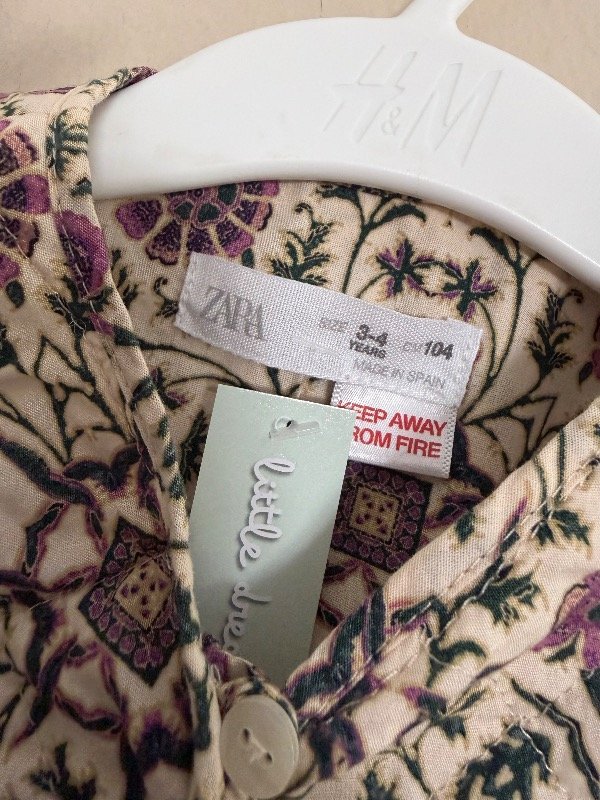 H&M
ZARA
SIZE 3-4 YEARS CM 104
MADE IN SPAIN
KEEP AWAY
FROM FIRE
little